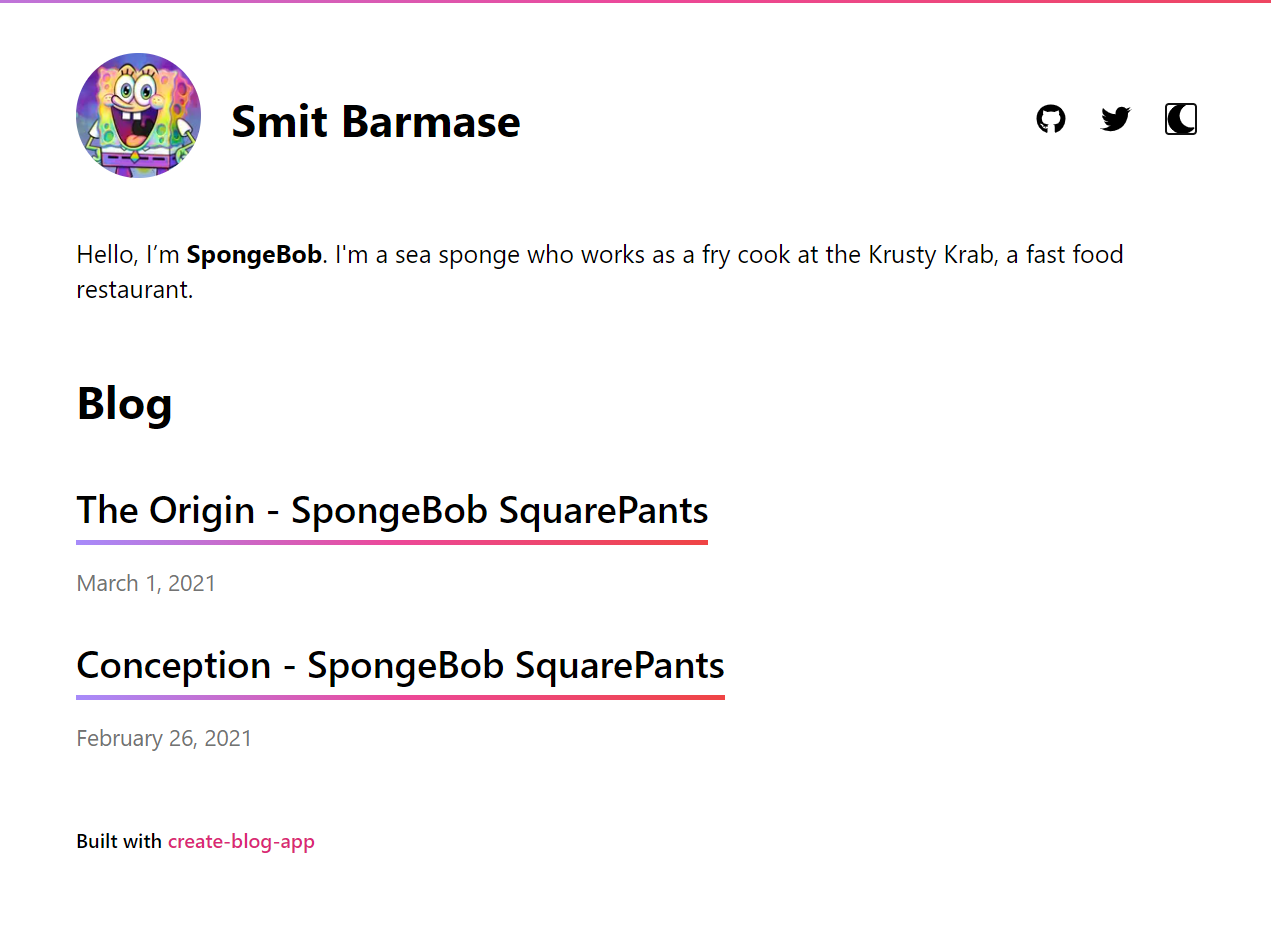 Smit Barmase
Hello, I’m SpongeBob. I'm a sea sponge who works as a fry cook at the Krusty Krab, a fast food
restaurant.
Blog
The Origin - SpongeBob SquarePants
March 1, 2021
Conception - SpongeBob SquarePants
February 26, 2021
Built with create-blog-app